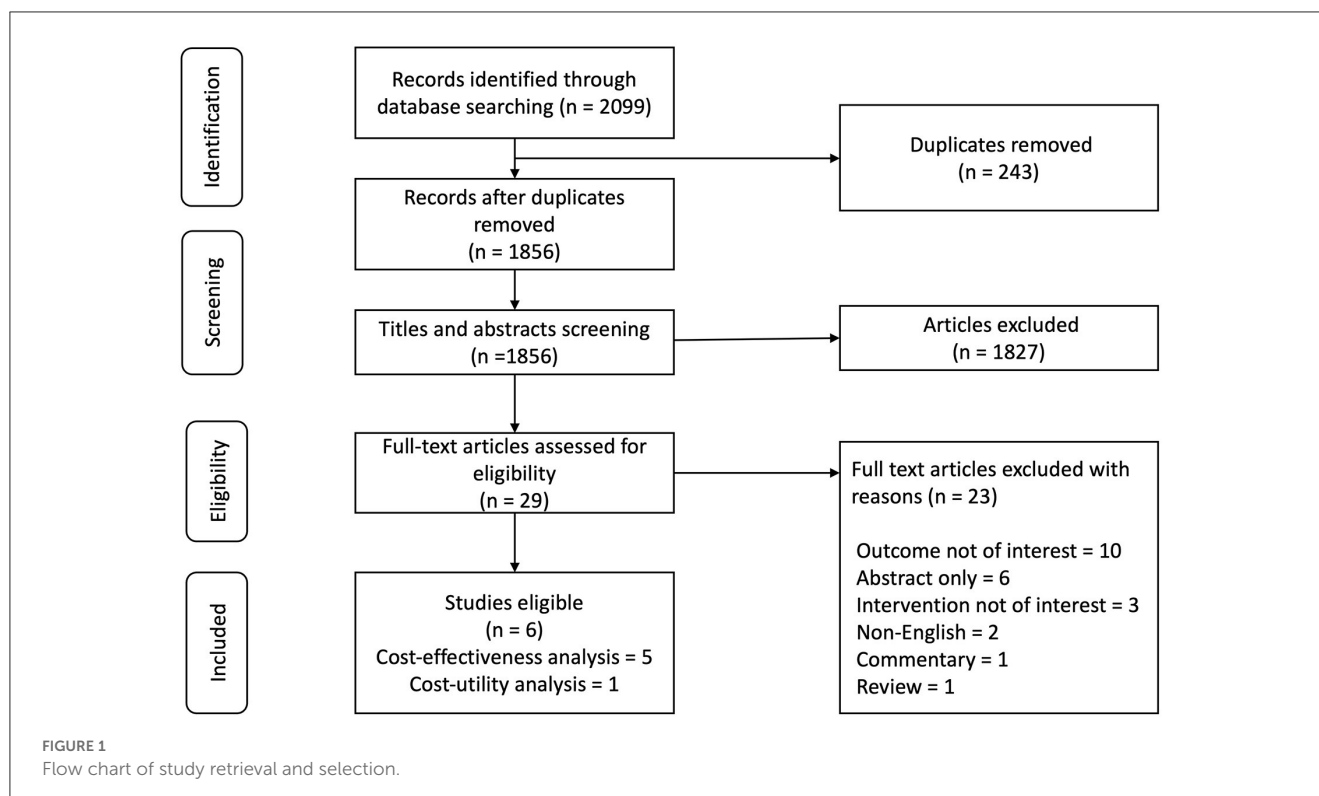 Identification
Records identified through
database searching (n = 2099)
Duplicates removed
(n = 243)
Records after duplicates
removed
(n = 1856)
Screening
Titles and abstracts screening
(n =1856)
Articles excluded
(n = 1827)
Eligibility
Full-text articles assessed for
eligibility
(n = 29)
Full text articles excluded with
reasons (n = 23)
Outcome not of interest = 10
Abstract only = 6
Intervention not of interest = 3
Non-English = 2
Commentary = 1
Review = 1
Included
Studies eligible
(n = 6)
Cost-effectiveness analysis = 5
Cost-utility analysis = 1
FIGURE 1
Flow chart of study retrieval and selection.